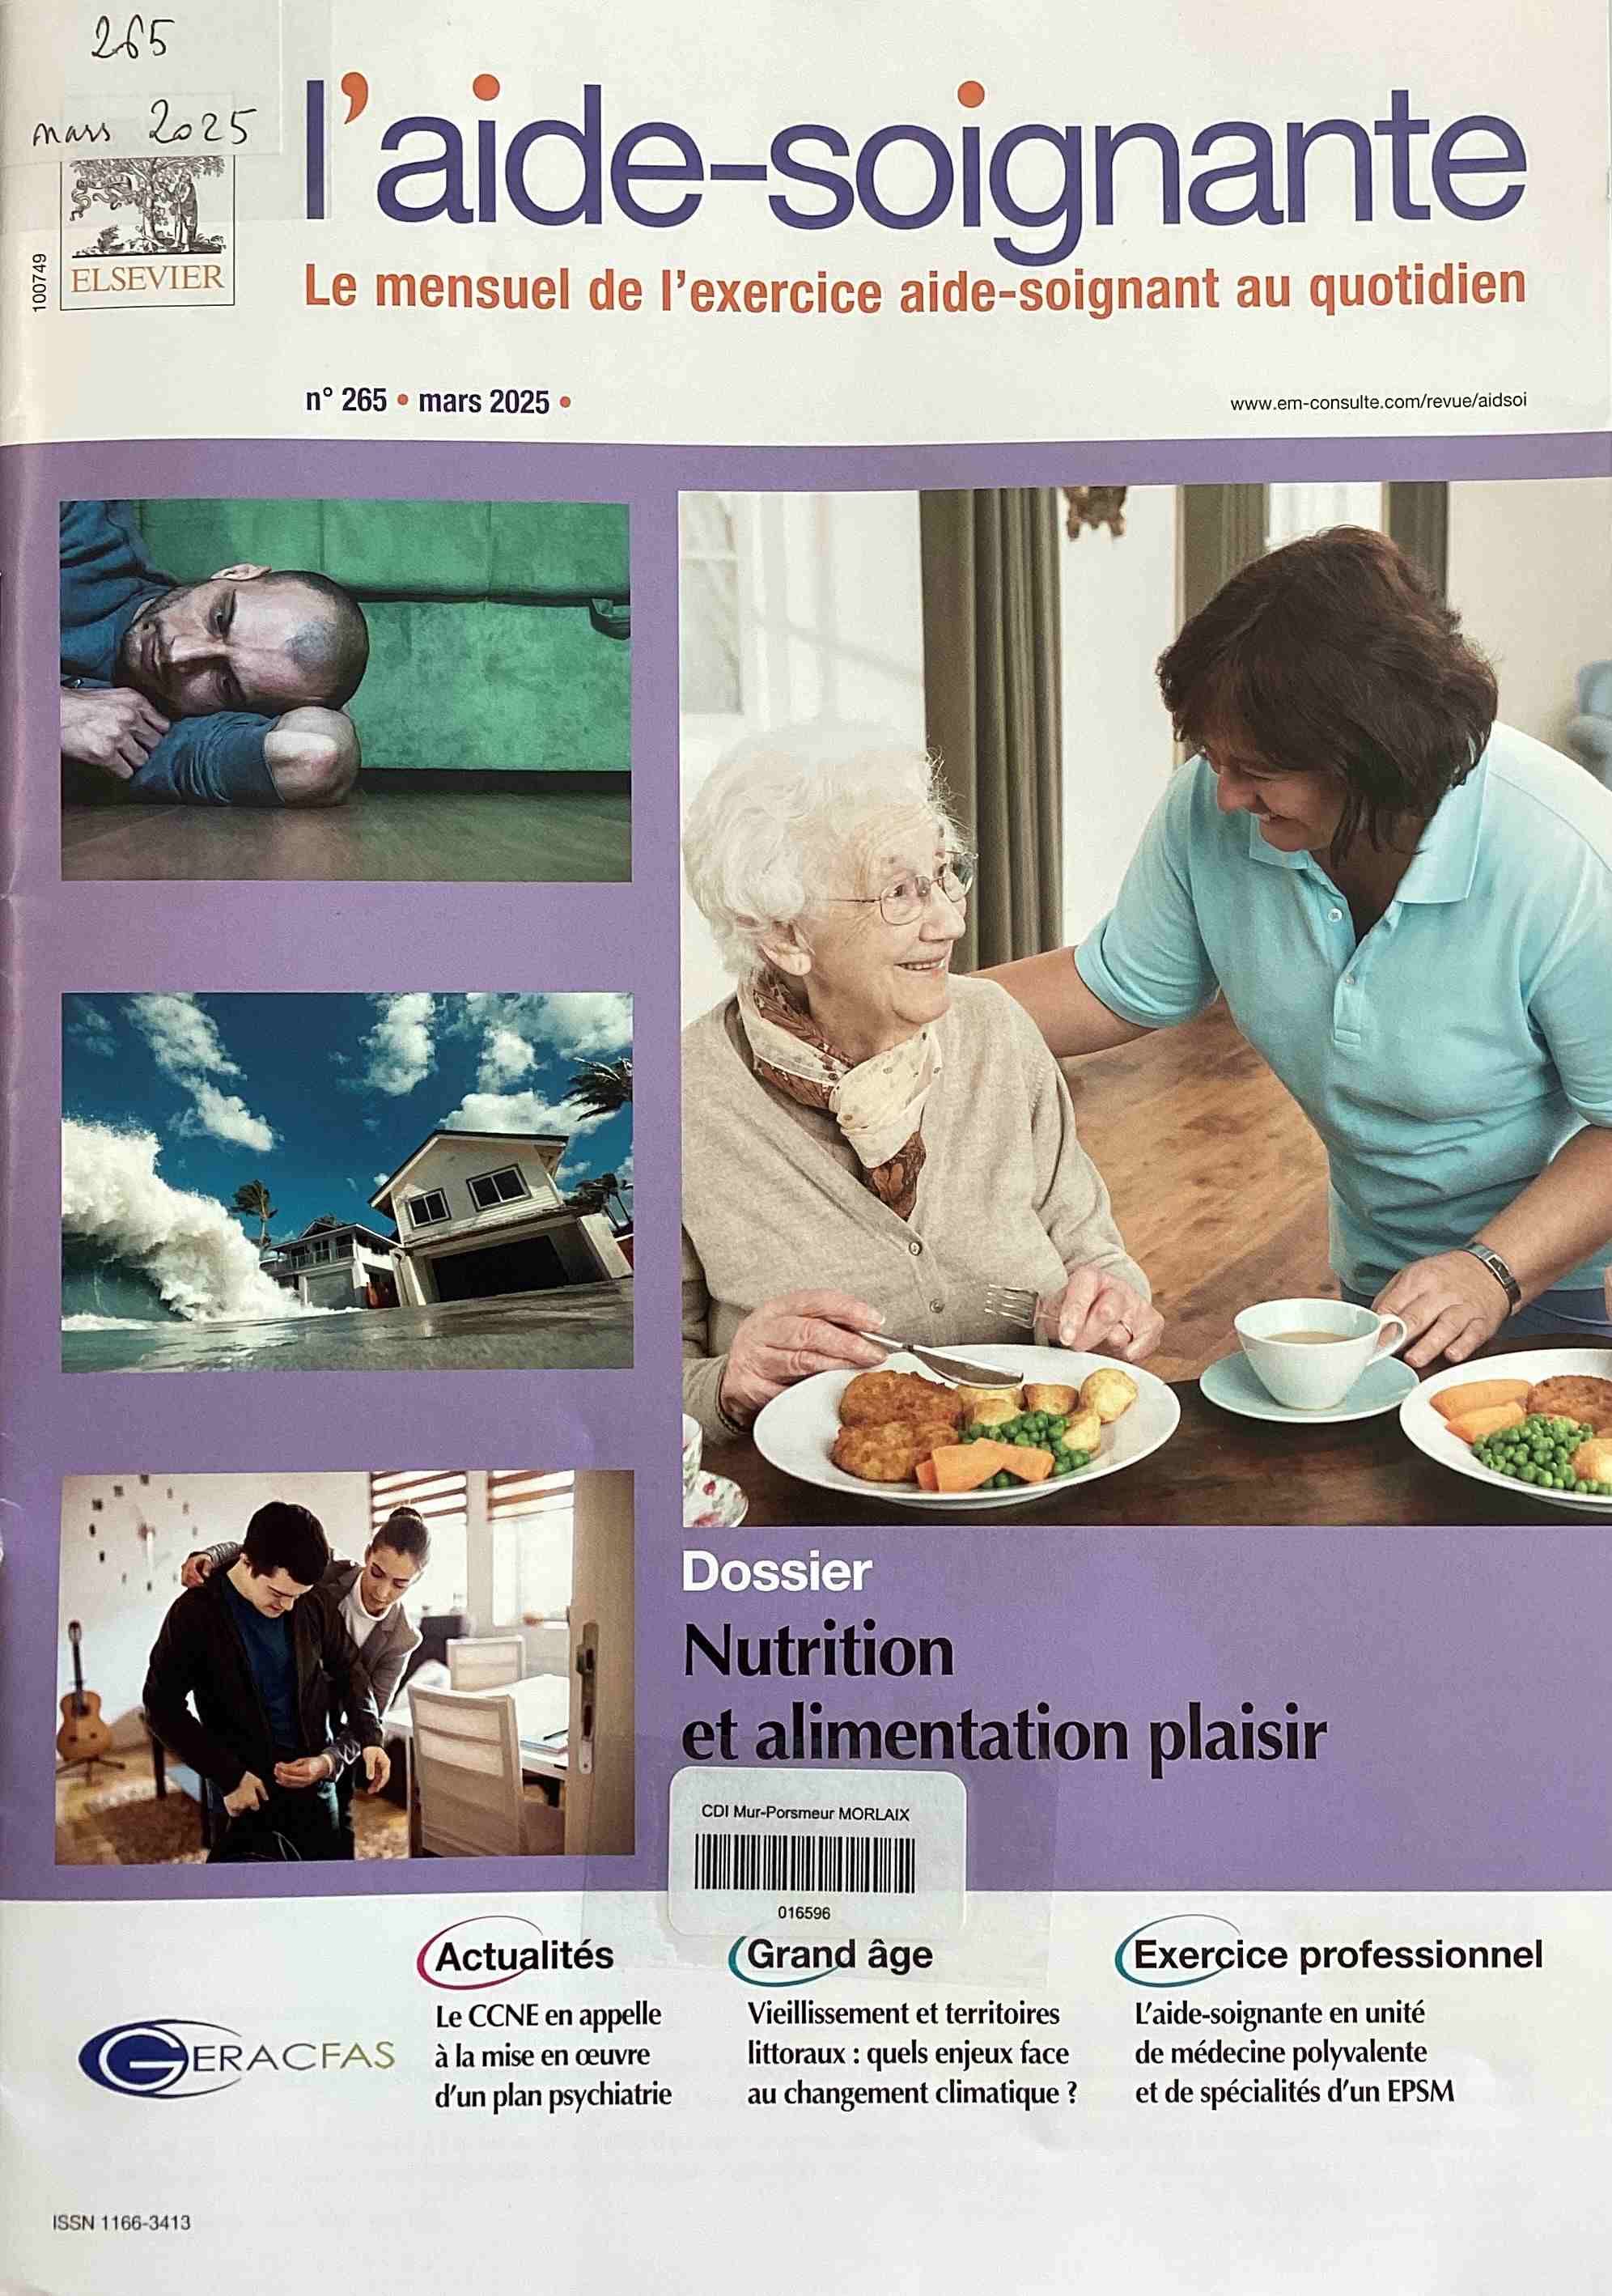 265
mars 2025
l'aide-soignante
ELSEVIER
100749
Le mensuel de l'exercice aide-soignant au quotidien
n° 265 • mars 2025 •
www.em-consulte.com/revue/aidsoi
Dossier
Nutrition
et alimentation plaisir
CDI Mur-Porsmeur MORLAIX
016596
GERACFAS
Actualités
Le CCNE en appelle
à la mise en œuvre
d'un plan psychiatrie
Grand âge
Vieillissement et territoires
littoraux : quels enjeux face
au changement climatique ?
Exercice professionnel
L'aide-soignante en unité
de médecine polyvalente
et de spécialités d'un EPSM
ISSN 1166-3413